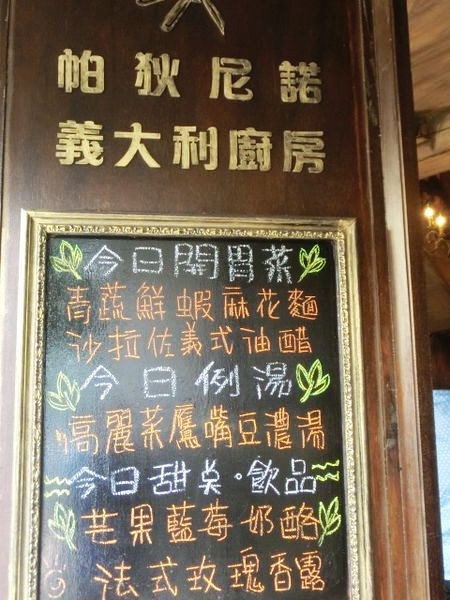 帕狄尼諾
義大利廚房
今日開胃菜
青蔬鮮蝦麻花麵
沙拉佐義式油醋
今日例湯
高麗菜鷹嘴豆濃湯
今日甜点。飲品
芒果藍莓奶酪
法式玫瑰香露